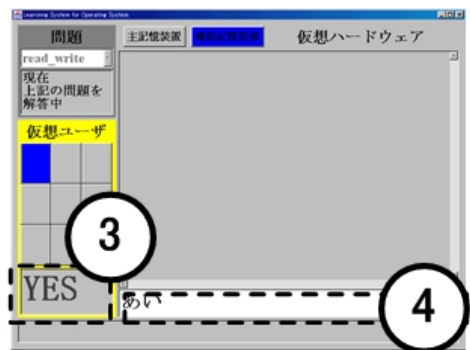 Learning System for Operating System
問題
主記憶装置
仮想ハードウェア
read_write
現在
上記の問題を
解答中
仮想ユーザ
3
YES
あい
4